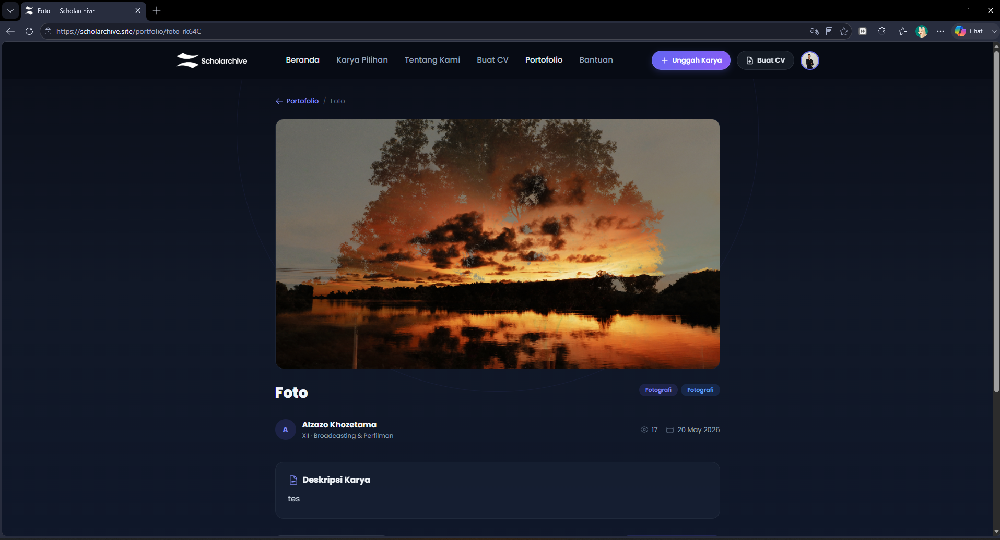 Foto — Scholarchive
https://scholarchive.site/portfolio/foto-rk64C
Chat
Scholarchive
Beranda
Karya Pilihan
Tentang Kami
Buat CV
Portofolio
Bantuan
+ Unggah Karya
Buat CV
← Portofolio / Foto
Foto
Fotografi
Fotografi
A
Alzazo Khozetama
XII · Broadcasting & Perfilman
17
20 May 2026
Deskripsi Karya
tes